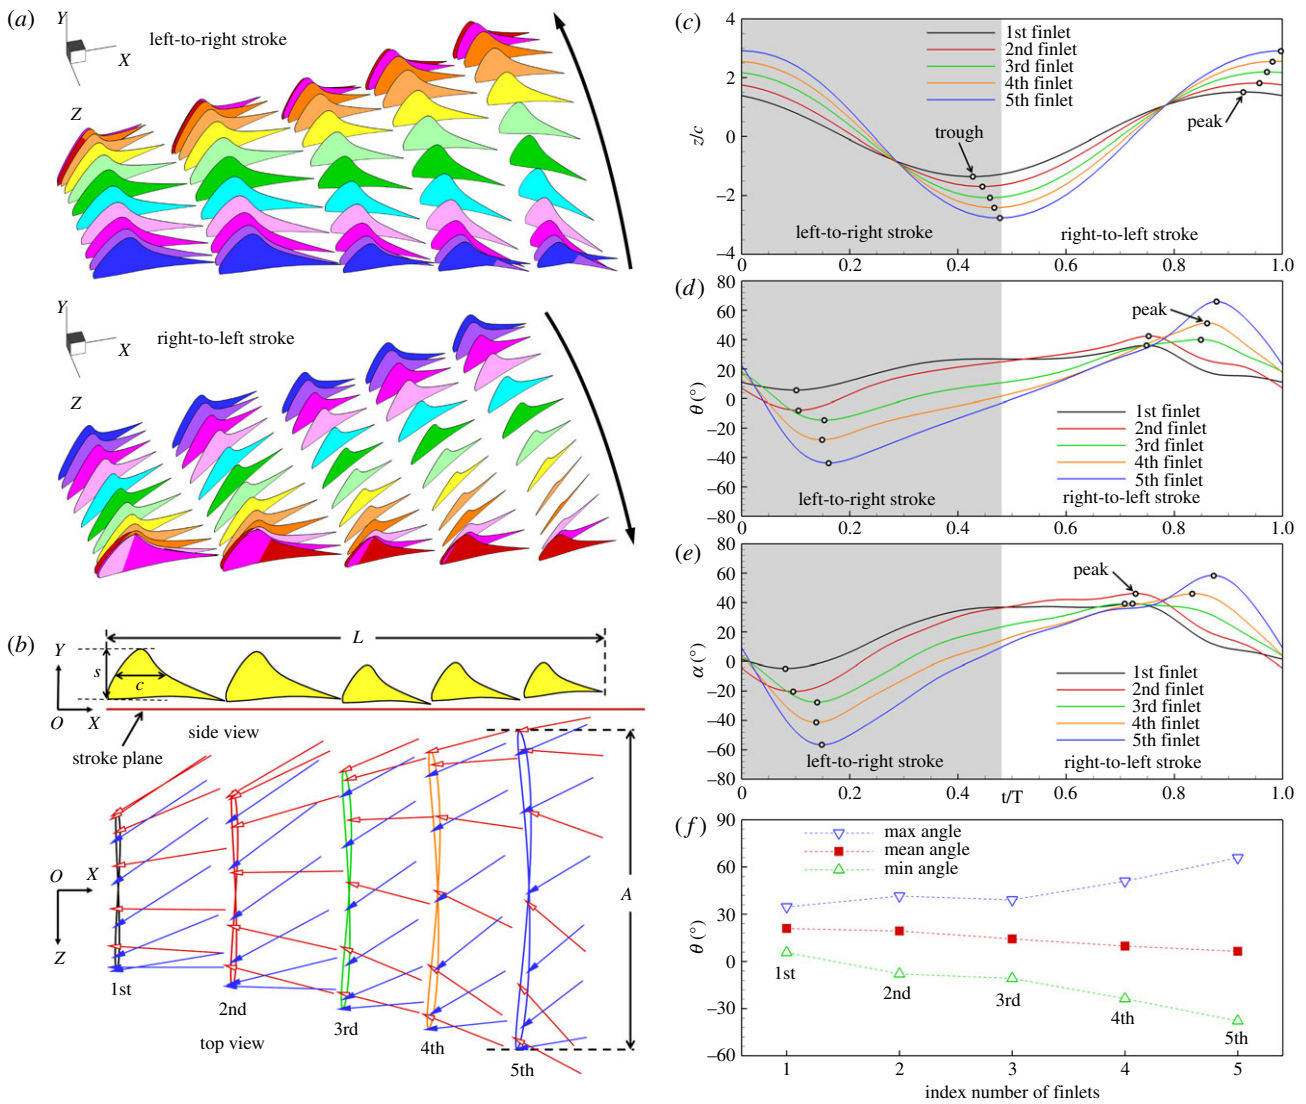 (a)
Y
X
Z
left-to-right stroke
Y
X
Z
right-to-left stroke
(b)
L
Y
s
c
O
X
side view
stroke plane
O
X
Z
A
1st
2nd
3rd
4th
5th
top view
(c)
4
2
0
−2
−4
z/c
1st finlet
2nd finlet
3rd finlet
4th finlet
5th finlet
trough
peak
left-to-right stroke
right-to-left stroke
0 0.2 0.4 0.6 0.8 1.0
(d)
80
60
40
20
0
−20
−40
−60
−80
θ (°)
peak
1st finlet
2nd finlet
3rd finlet
4th finlet
5th finlet
left-to-right stroke
right-to-left stroke
0 0.2 0.4 0.6 0.8 1.0
(e)
80
60
40
20
0
−20
−40
−60
−80
α (°)
peak
1st finlet
2nd finlet
3rd finlet
4th finlet
5th finlet
left-to-right stroke
right-to-left stroke
0 0.2 0.4 0.6 0.8 1.0
t/T
(f)
90
60
30
0
−30
−60
θ (°)
max angle
mean angle
min angle
1st
2nd
3rd
4th
5th
1 2 3 4 5
index number of finlets